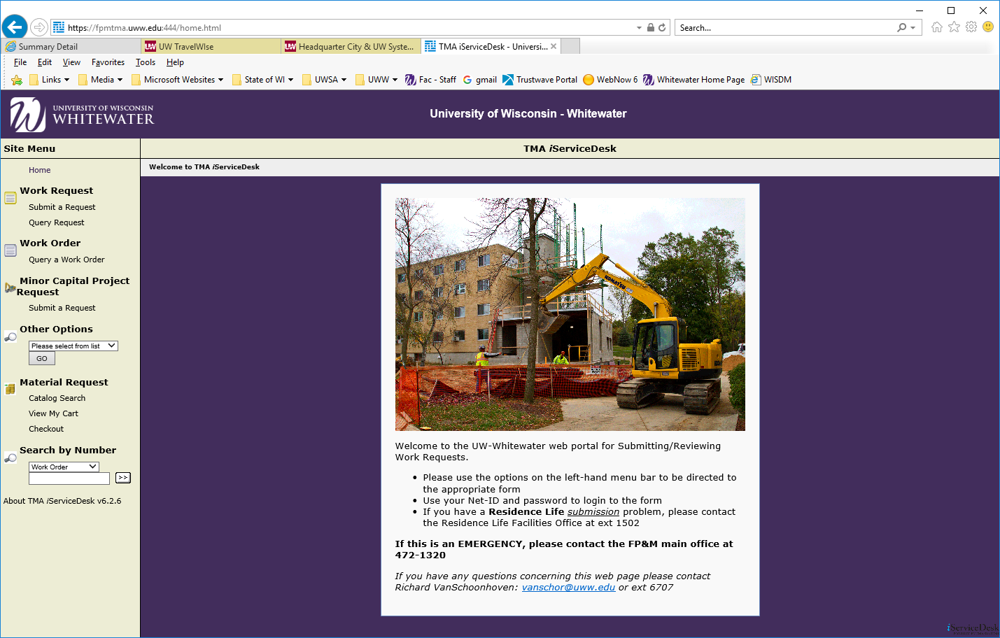 https://fpmtma.uww.edu:444/home.html
Search...
Summary Detail
UW TravelWIse
Headquarter City & UW Syste...
TMA iServiceDesk - Universi...
File Edit View Favorites Tools Help
Links Media Microsoft Websites State of WI UWSA UWW Fac - Staff gmail Trustwave Portal WebNow 6 Whitewater Home Page WISDM
UNIVERSITY OF WISCONSIN
WHITEWATER
University of Wisconsin - Whitewater
Site Menu
TMA iServiceDesk
Welcome to TMA iServiceDesk
Home
Work Request
Submit a Request
Query Request
Work Order
Query a Work Order
Minor Capital Project
Request
Submit a Request
Other Options
Please select from list
GO
Material Request
Catalog Search
View My Cart
Checkout
Search by Number
Work Order
>>
About TMA iServiceDesk v6.2.6
KOMATSU
Welcome to the UW-Whitewater web portal for Submitting/Reviewing
Work Requests.
• Please use the options on the left-hand menu bar to be directed to
the appropriate form
• Use your Net-ID and password to login to the form
• If you have a Residence Life submission problem, please contact
the Residence Life Facilities Office at ext 1502
If this is an EMERGENCY, please contact the FP&M main office at
472-1320
If you have any questions concerning this web page please contact
Richard VanSchoonhoven: vanschor@uww.edu or ext 6707
iServiceDesk